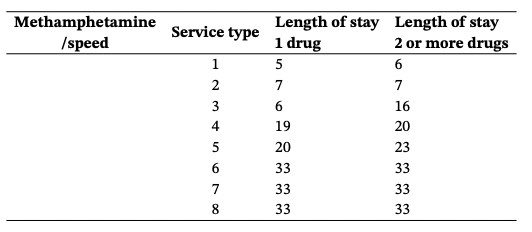 Methamphetamine /speed Service type Length of stay 1 drug Length of stay 2 or more drugs
1 5 6
2 7 7
3 6 16
4 19 20
5 20 23
6 33 33
7 33 33
8 33 33